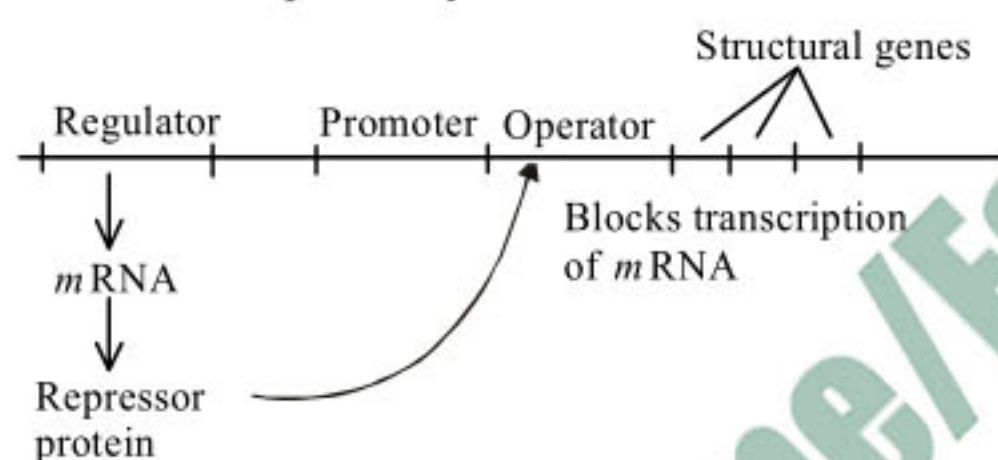 Structural genes
Regulator Promoter Operator
Blocks transcription
of mRNA
mRNA
Repressor
protein